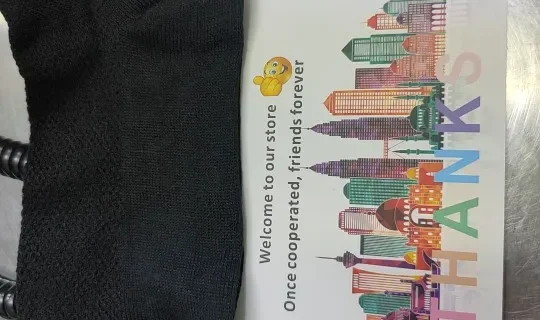 Welcome to our store
Once cooperated, friends forever
THANKS